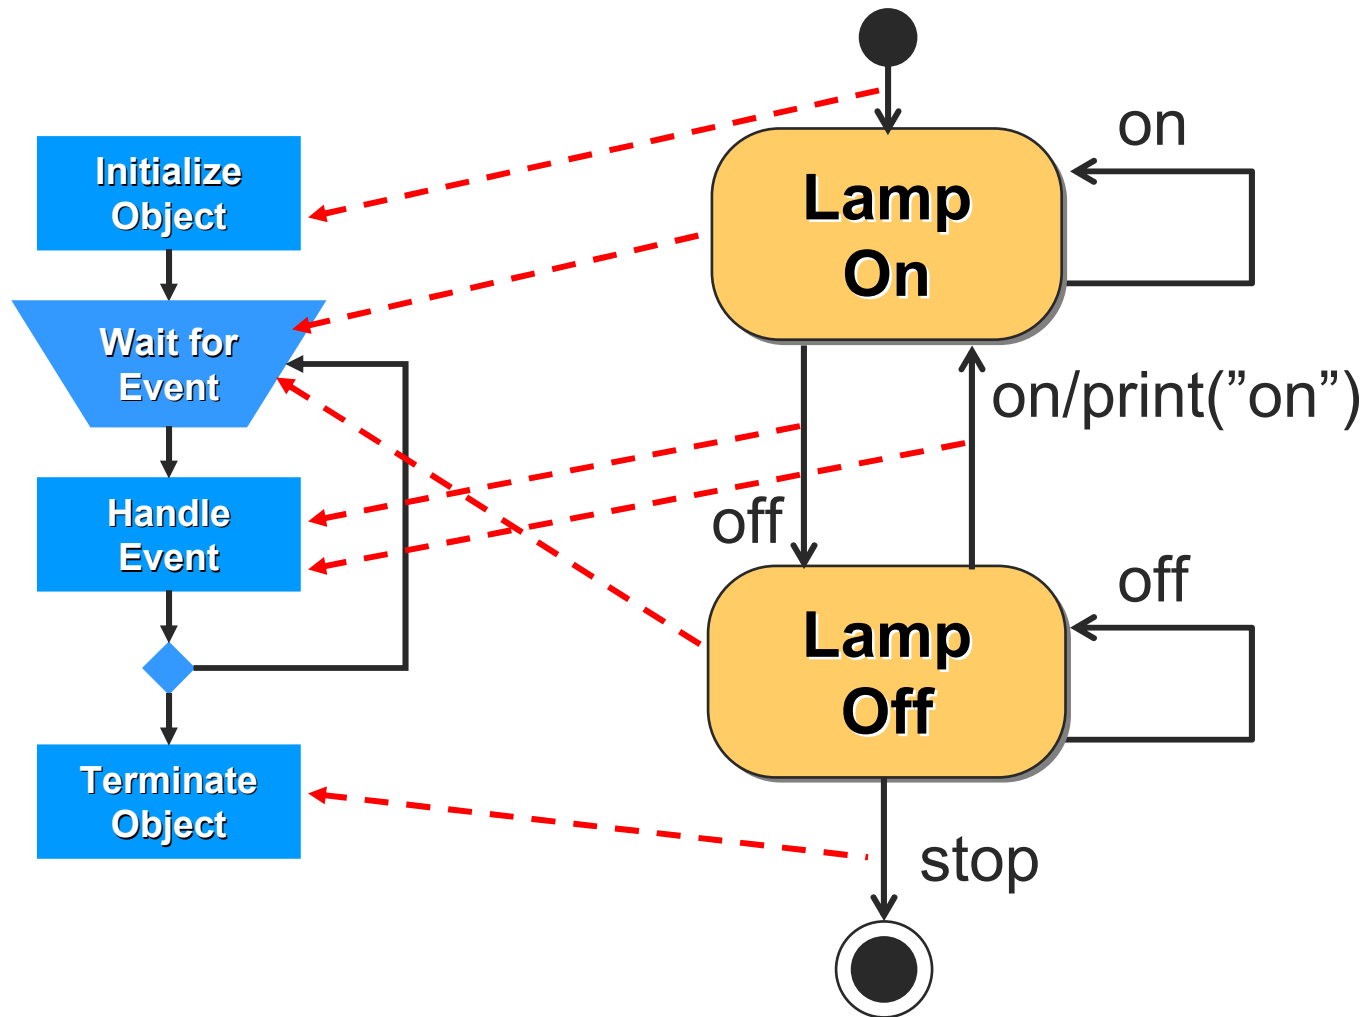 Initialize
Object
Wait for
Event
Handle
Event
Terminate
Object
Lamp
On
on
on/print(”on”)
off
Lamp
Off
off
stop